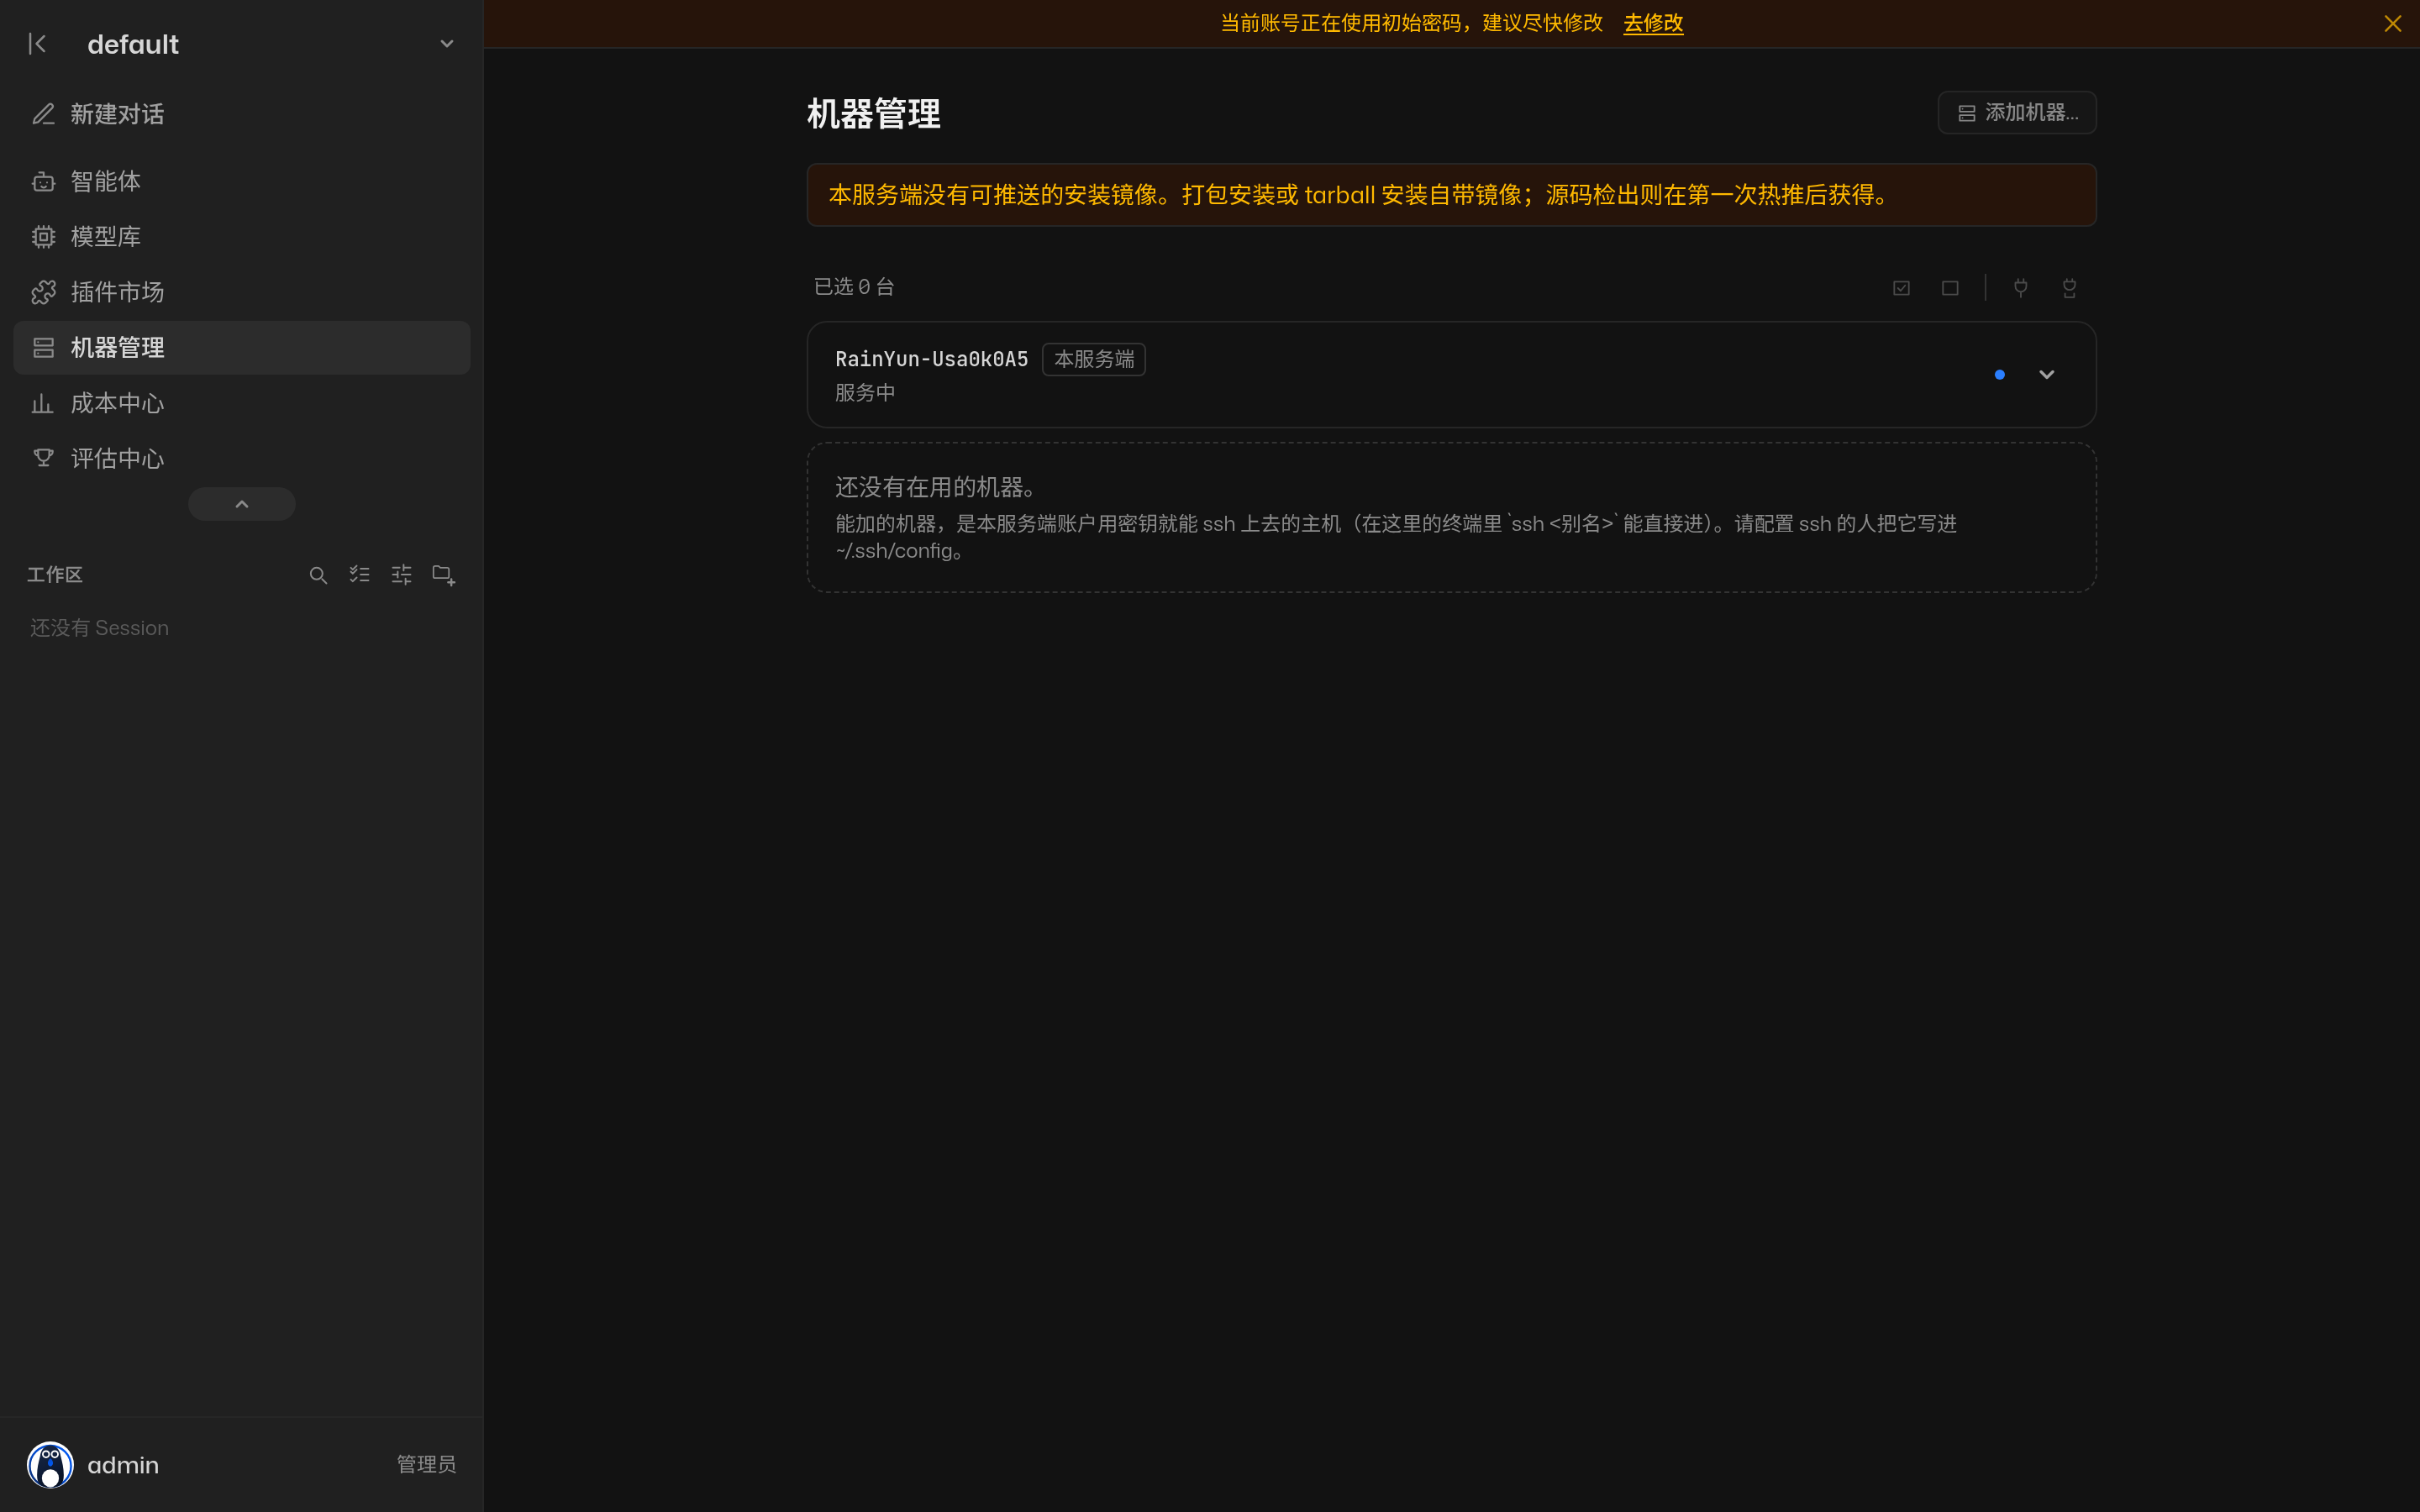 default
新建对话
智能体
模型库
插件市场
机器管理
成本中心
评估中心
工作区
还没有 Session
admin
管理员
当前账号正在使用初始密码，建议尽快修改 去修改
机器管理
添加机器...
本服务端没有可推送的安装镜像。打包安装或 tarball 安装自带镜像；源码检出则在第一次热推后获得。
已选 0 台
RainYun-Usa0k0A5 本服务端
服务中
还没有在用的机器。
能加的机器，是本服务端账户用密钥就能 ssh 上去的主机（在这里的终端里 `ssh <别名>` 能直接进）。请配置 ssh 的人把它写进
~/.ssh/config。